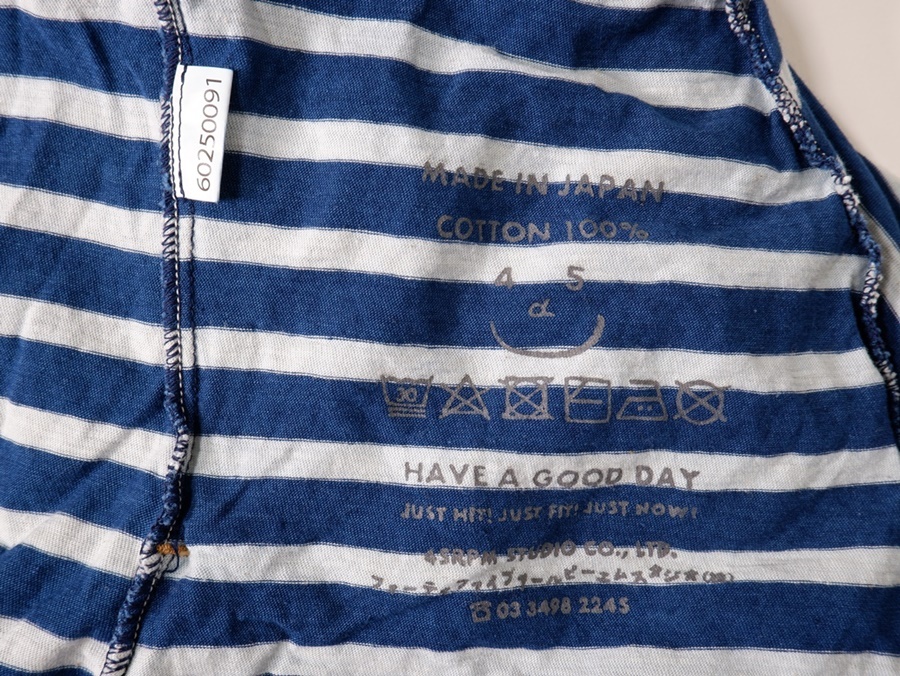 60250091
MADE IN JAPAN
COTTON 100%
4 5
R
30
HAVE A GOOD DAY
JUST HIT! JUST FIT! JUST NOW!
45RPM STUDIO CO., LTD.
フォーティファイブアールピーエムスタジオ(株)
☎ 03 3498 2245